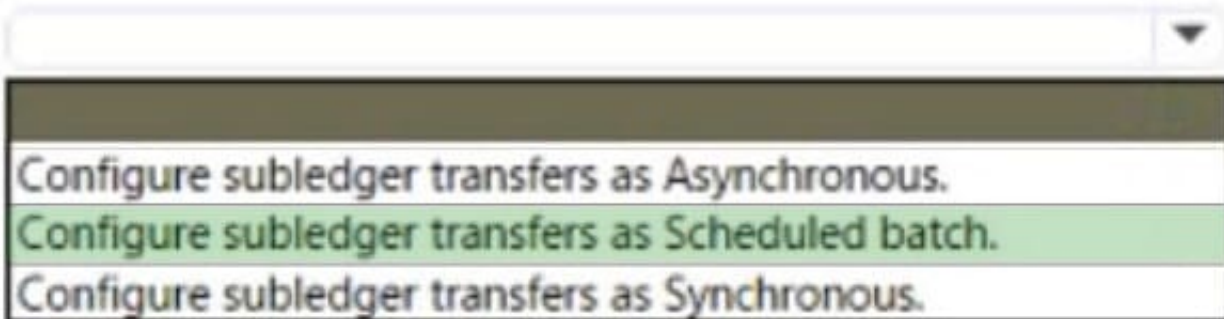 Configure subledger transfers as Asynchronous.
Configure subledger transfers as Scheduled batch.
Configure subledger transfers as Synchronous.